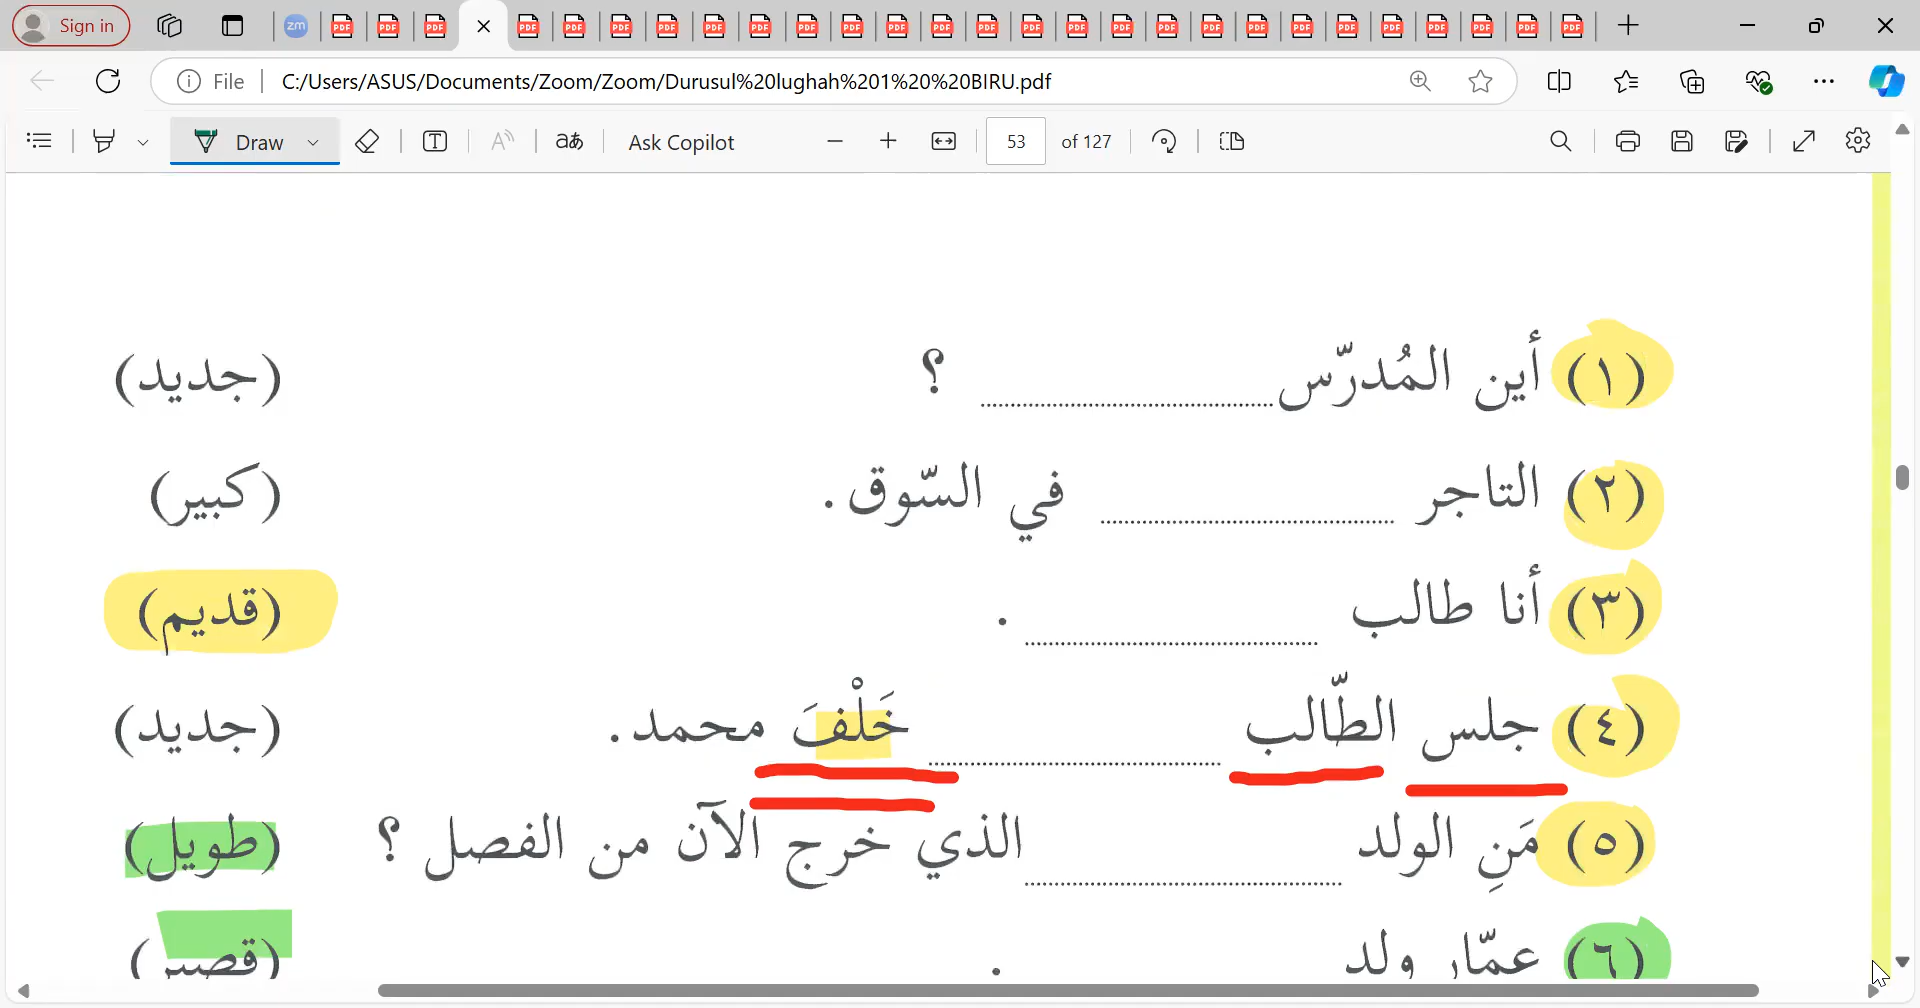 Sign in
File C:/Users/ASUS/Documents/Zoom/Zoom/Durusul%20lughah%201%20%20BIRU.pdf
Draw Ask Copilot 53 of 127
(١) أين المُدرّس ........................ ؟ (جديد)
(٢) التاجر ........................ في السّوق . (كبير)
(٣) أنا طالب ........................ . (قديم)
(٤) جلس الطّالب ........................ خَلْفَ محمد . (جديد)
(٥) مَنِ الولد ........................ الذي خرج الآن من الفصل ؟ (طويل)
(٦) عمّار ولد . (قصير)